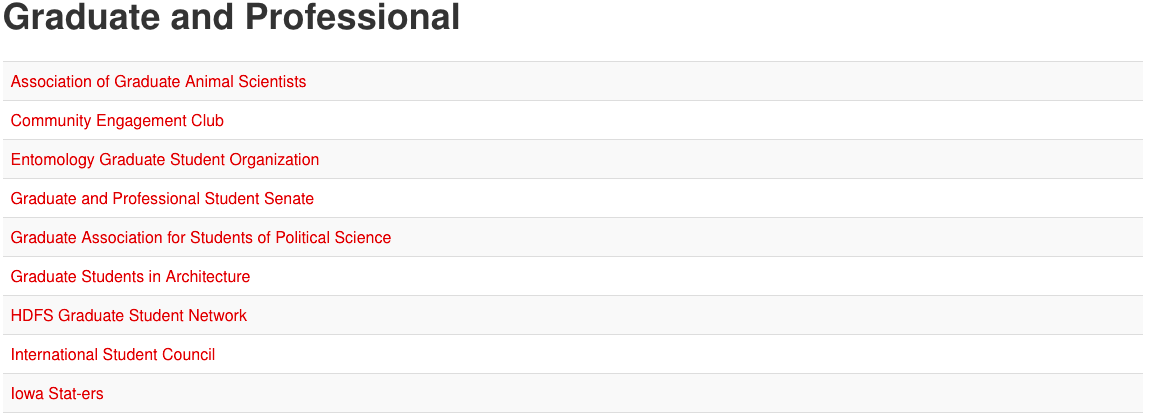 Graduate and Professional
Association of Graduate Animal Scientists
Community Engagement Club
Entomology Graduate Student Organization
Graduate and Professional Student Senate
Graduate Association for Students of Political Science
Graduate Students in Architecture
HDFS Graduate Student Network
International Student Council
Iowa Stat-ers